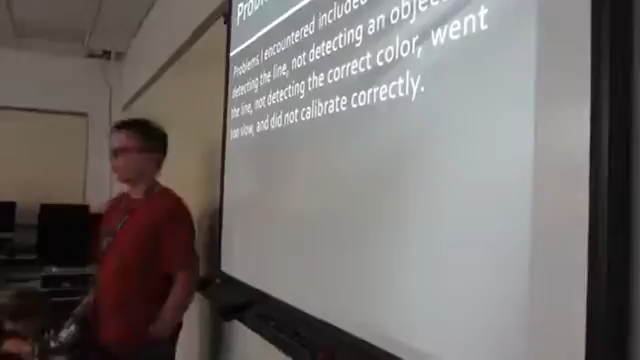 Problems I encountered included
detecting the line, not detecting an
the line, not detecting the correct color, went
too slow, and did not calibrate correctly.